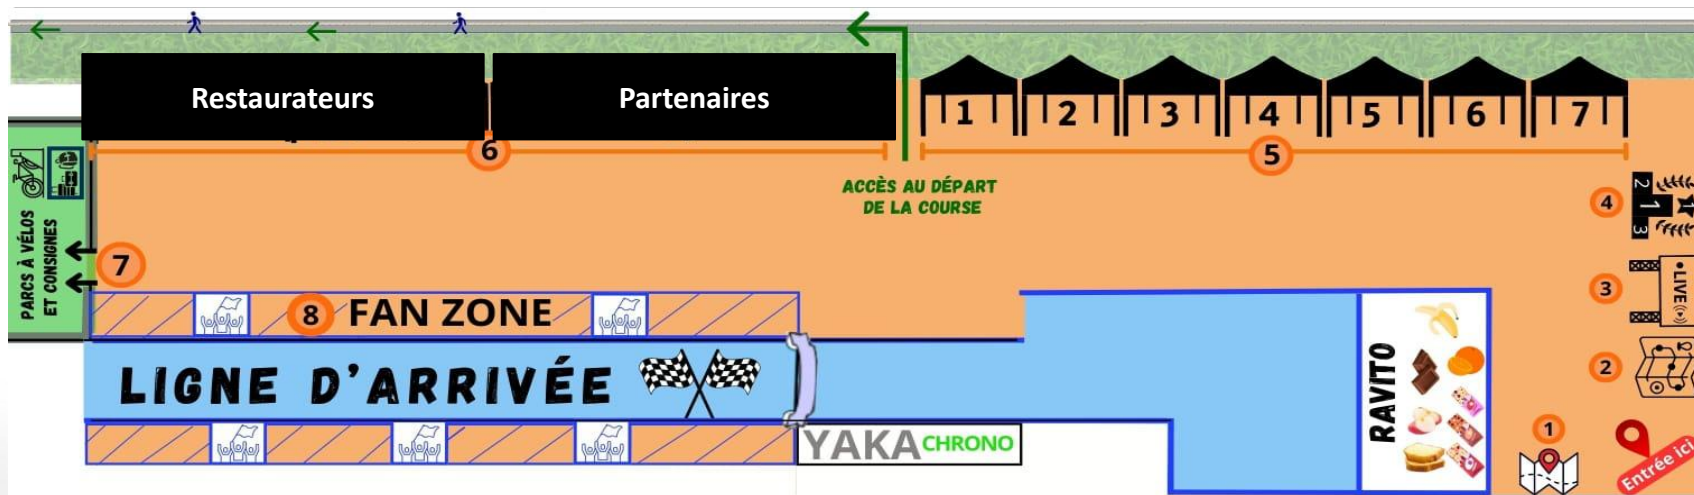 Restaurateurs
Partenaires
1
2
3
4
5
6
7
6
5
ACCÈS AU DÉPART
DE LA COURSE
PARCS À VÉLOS
ET CONSIGNES
7
4
2
1
3
1
3
LIVE
8 FAN ZONE
LIGNE D'ARRIVÉE
RAVITO
2
1
YAKA CHRONO
Entrée ici